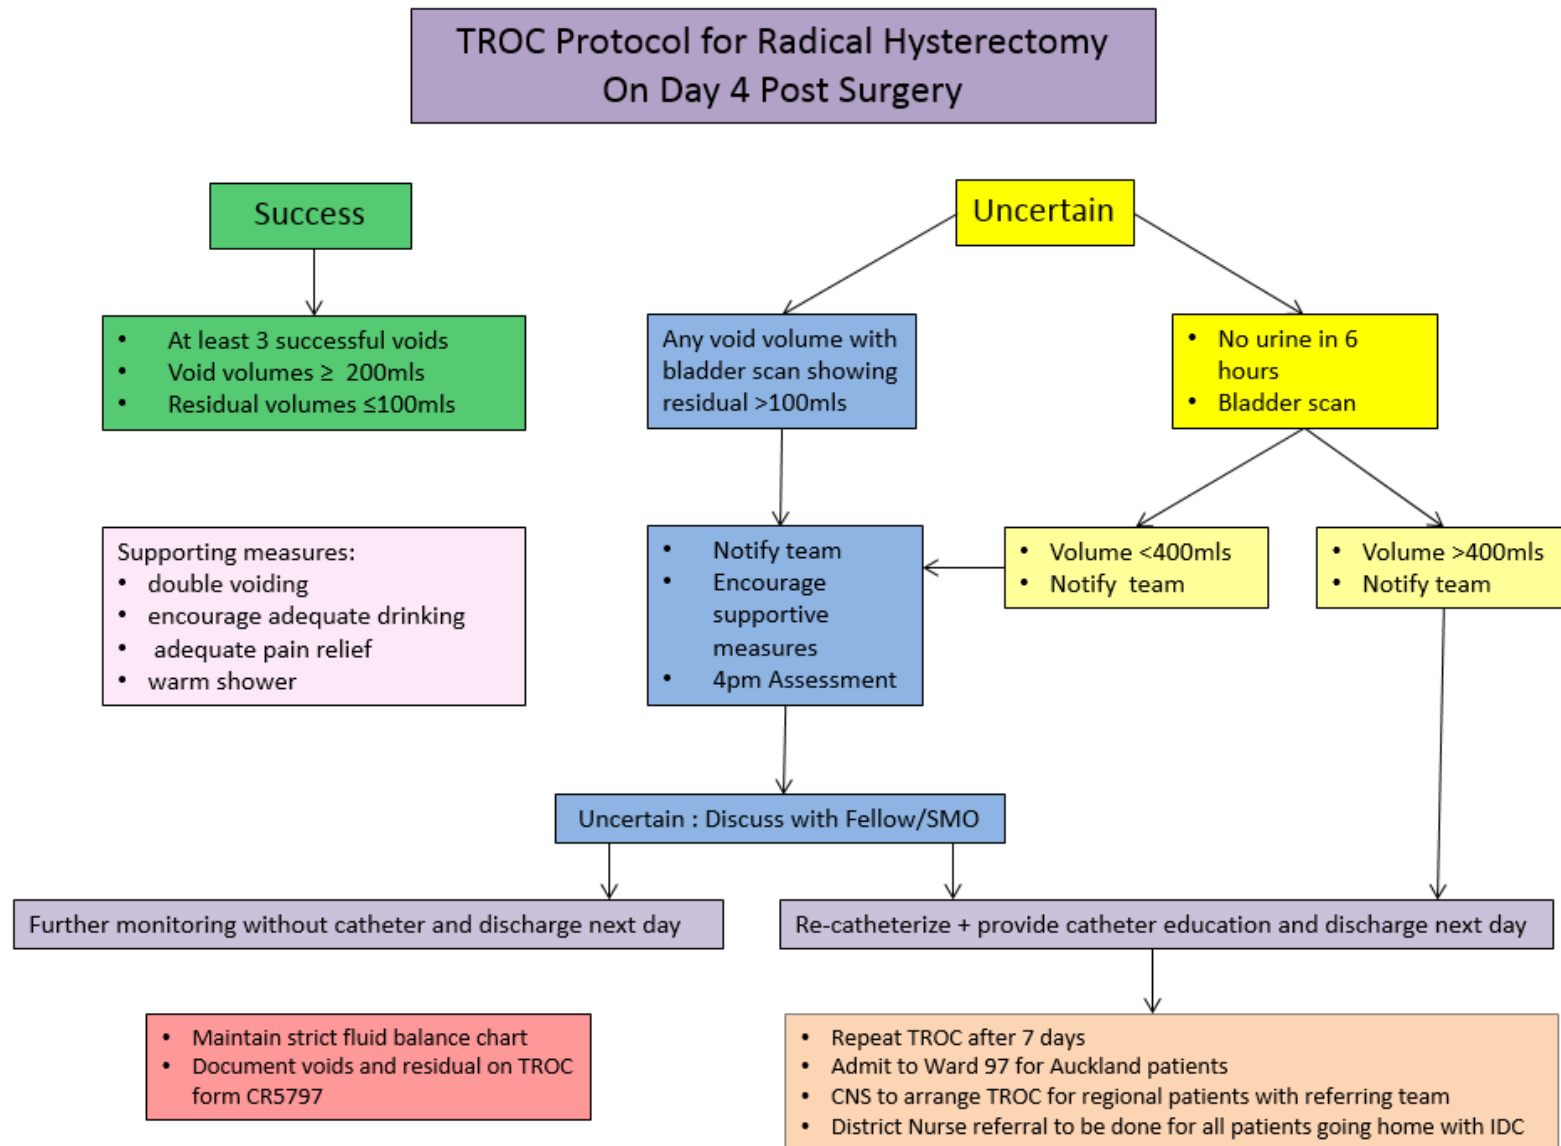 TROC Protocol for Radical Hysterectomy
On Day 4 Post Surgery
Success
Uncertain
• At least 3 successful voids
• Void volumes ≥ 200mls
• Residual volumes ≤100mls
Any void volume with
bladder scan showing
residual >100mls
• No urine in 6
hours
• Bladder scan
Supporting measures:
• double voiding
• encourage adequate drinking
• adequate pain relief
• warm shower
• Notify team
• Encourage
supportive
measures
• 4pm Assessment
• Volume <400mls
• Notify team
• Volume >400mls
• Notify team
Uncertain : Discuss with Fellow/SMO
Further monitoring without catheter and discharge next day
Re-catheterize + provide catheter education and discharge next day
• Maintain strict fluid balance chart
• Document voids and residual on TROC
form CR5797
• Repeat TROC after 7 days
• Admit to Ward 97 for Auckland patients
• CNS to arrange TROC for regional patients with referring team
• District Nurse referral to be done for all patients going home with IDC